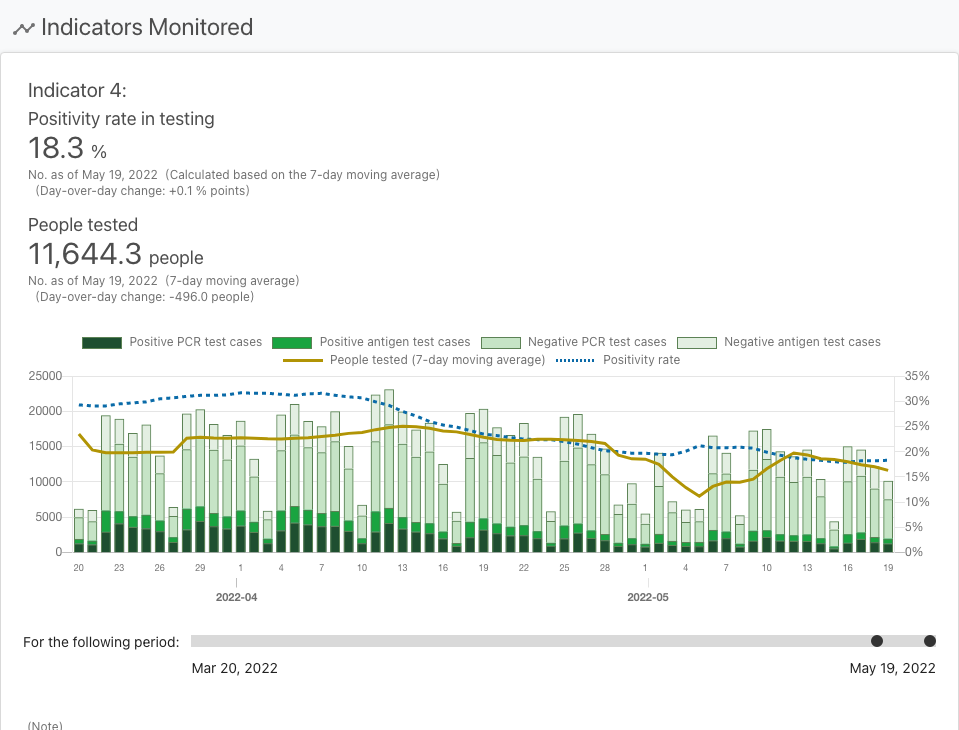 Indicators Monitored
Indicator 4:
Positivity rate in testing
18.3 %
No. as of May 19, 2022 (Calculated based on the 7-day moving average)
(Day-over-day change: +0.1 % points)
People tested
11,644.3 people
No. as of May 19, 2022 (7-day moving average)
(Day-over-day change: -496.0 people)
Positive PCR test cases Positive antigen test cases Negative PCR test cases Negative antigen test cases
People tested (7-day moving average) Positivity rate
25000 35%
20000 30%
15000 25%
10000 20%
5000 15%
0 10%
5%
0%
20 23 26 29 1 4 7 10 13 16 19 22 25 28 1 4 7 10 13 16 19
2022-04 2022-05
For the following period:
Mar 20, 2022 May 19, 2022
(Note)